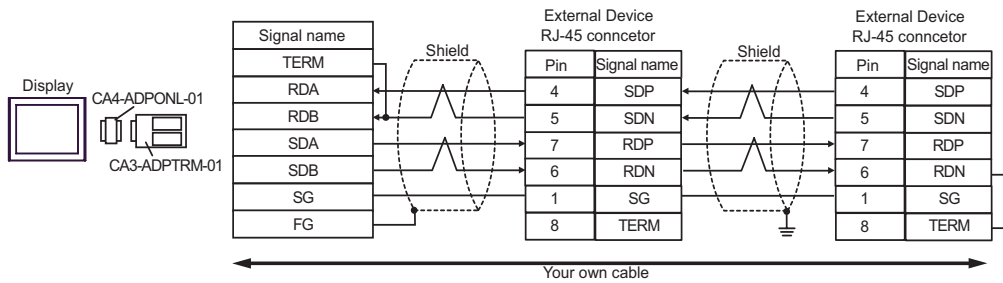 External Device
RJ-45 conncetor
External Device
RJ-45 conncetor
Signal name
Shield
Shield
TERM
Pin Signal name
Pin Signal name
Display
CA4-ADPONL-01
CA3-ADPTRM-01
RDA
4 SDP
4 SDP
RDB
5 SDN
5 SDN
SDA
7 RDP
7 RDP
SDB
6 RDN
6 RDN
SG
1 SG
1 SG
FG
8 TERM
8 TERM
Your own cable